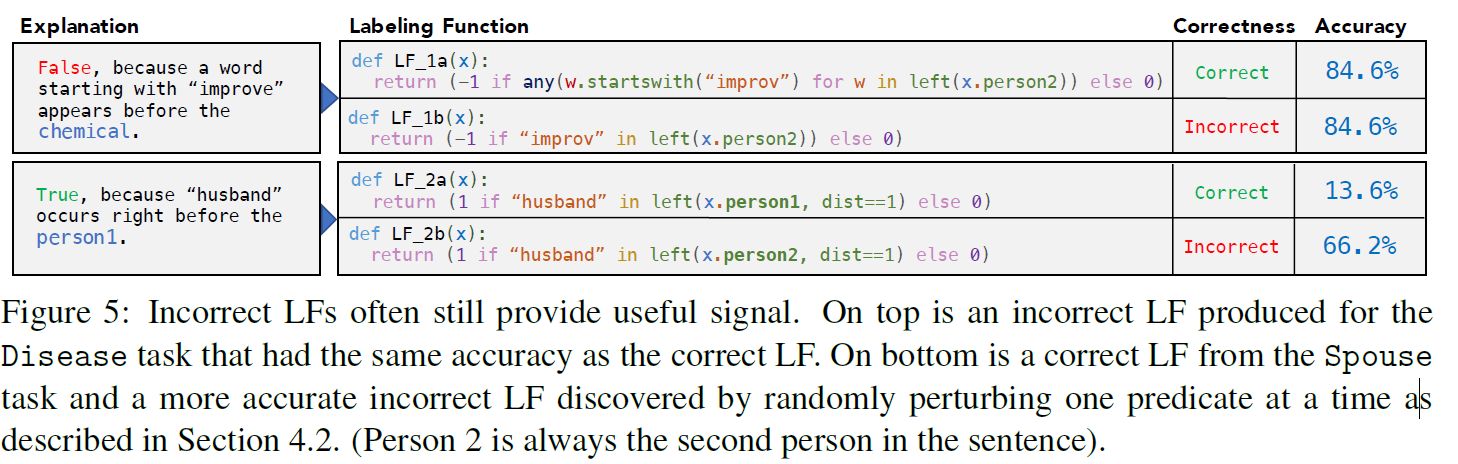 Explanation Labeling Function Correctness Accuracy
False, because a word
starting with “improve”
appears before the
chemical.
def LF_1a(x):
return (-1 if any(w.startswith(“improv”) for w in left(x.person2)) else 0)
Correct
84.6%
def LF_1b(x):
return (-1 if “improv” in left(x.person2)) else 0)
Incorrect
84.6%
True, because “husband”
occurs right before the
person1.
def LF_2a(x):
return (1 if “husband” in left(x.person1, dist==1) else 0)
Correct
13.6%
def LF_2b(x):
return (1 if “husband” in left(x.person2, dist==1) else 0)
Incorrect
66.2%
Figure 5: Incorrect LFs often still provide useful signal. On top is an incorrect LF produced for the
Disease task that had the same accuracy as the correct LF. On bottom is a correct LF from the Spouse
task and a more accurate incorrect LF discovered by randomly perturbing one predicate at a time as
described in Section 4.2. (Person 2 is always the second person in the sentence).